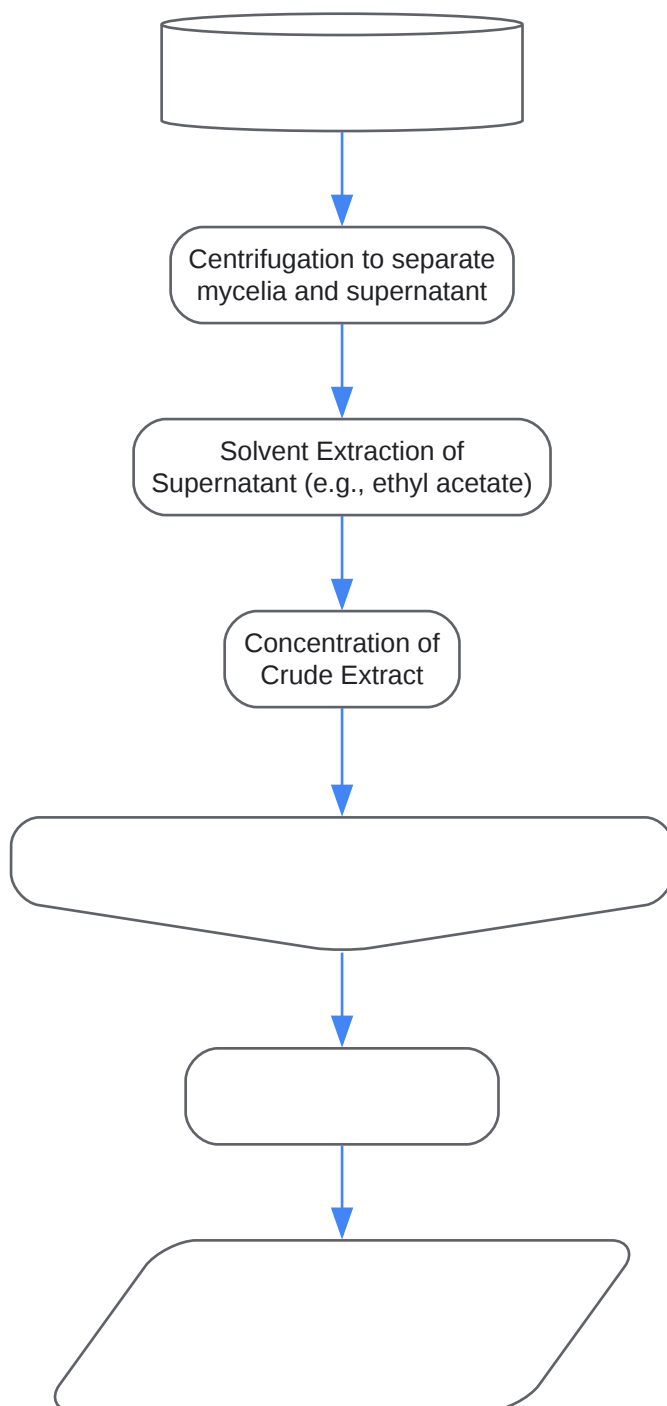 Centrifugation to separate
mycelia and supernatant
Solvent Extraction of
Supernatant (e.g., ethyl acetate)
Concentration of
Crude Extract